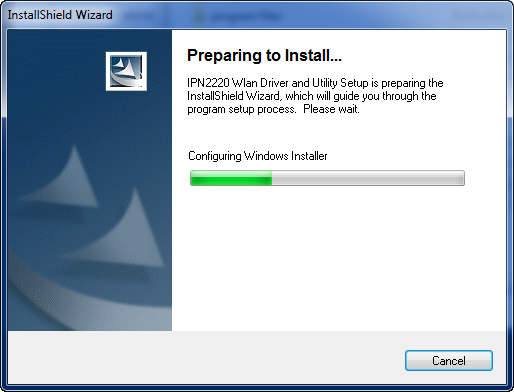 InstallShield Wizard
Preparing to Install...
IPN2220 Wlan Driver and Utility Setup is preparing the
InstallShield Wizard, which will guide you through the
program setup process. Please wait.
Configuring Windows Installer
Cancel